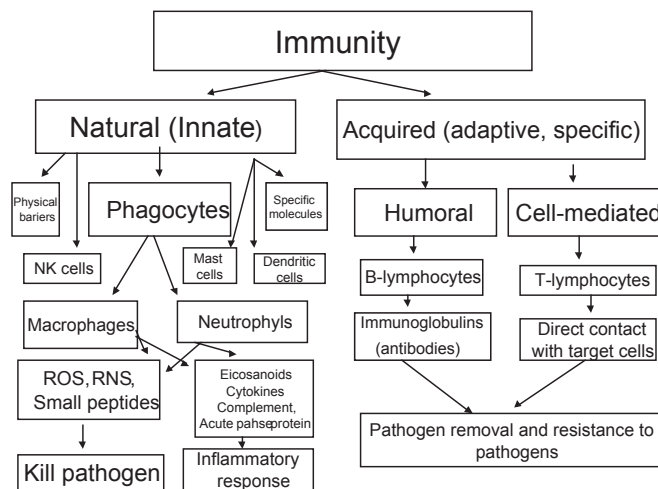 Immunity
Natural (Innate)
Acquired (adaptive, specific)
Physical
bariers
Phagocytes
Specific
molecules
Humoral
Cell-mediated
NK cells
Mast
cells
Dendritic
cells
B-lymphocytes
T-lymphocytes
Macrophages
Neutrophyls
Immunoglobulins
(antibodies)
Direct contact
with target cells
ROS, RNS,
Small peptides
Eicosanoids
Cytokines
Complement,
Acute pahse protein
Pathogen removal and resistance to
pathogens
Kill pathogen
Inflammatory
response